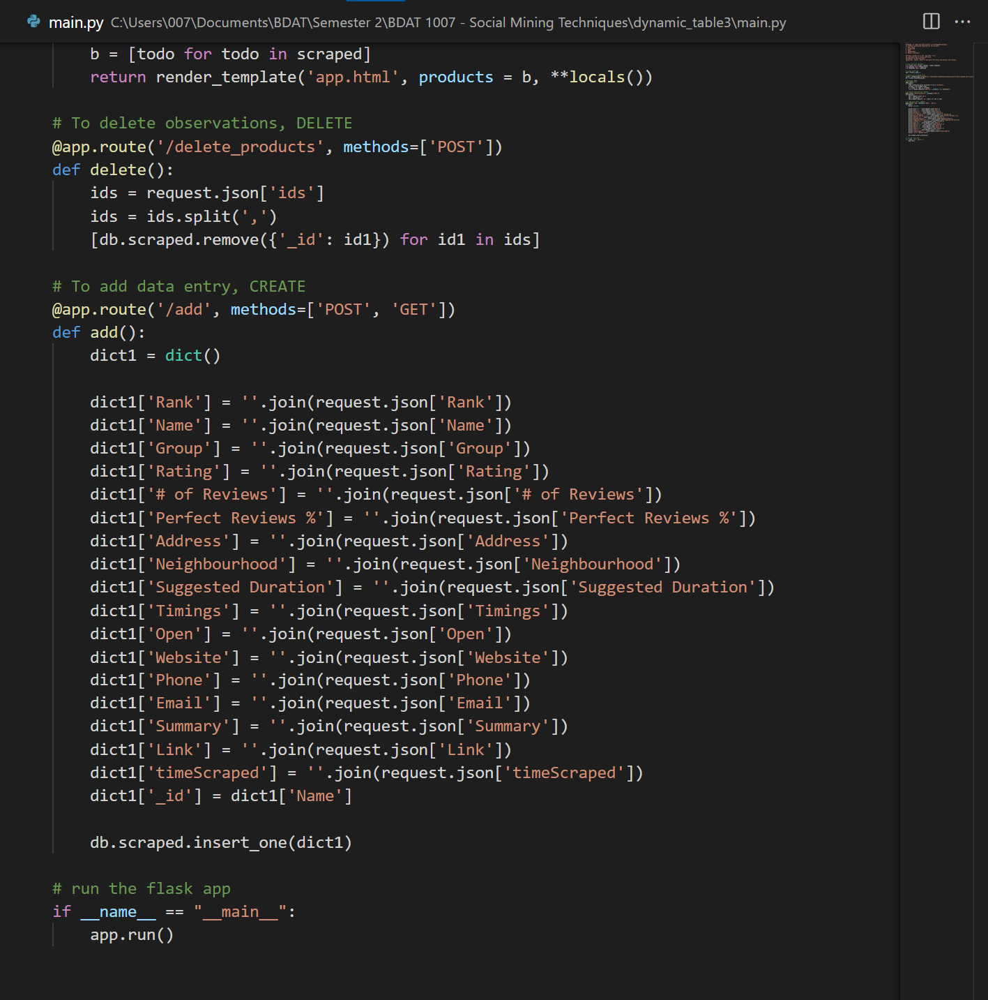 main.py C:\Users\007\Documents\BDAT\Semester 2\BDAT 1007 - Social Mining Techniques\dynamic_table3\main.py
b = [todo for todo in scraped]
return render_template('app.html', products = b, **locals())
# To delete observations, DELETE
@app.route('/delete_products', methods=['POST'])
def delete():
ids = request.json['ids']
ids = ids.split(',')
[db.scraped.remove({'_id': id1}) for id1 in ids]
# To add data entry, CREATE
@app.route('/add', methods=['POST', 'GET'])
def add():
dict1 = dict()
dict1['Rank'] = ''.join(request.json['Rank'])
dict1['Name'] = ''.join(request.json['Name'])
dict1['Group'] = ''.join(request.json['Group'])
dict1['Rating'] = ''.join(request.json['Rating'])
dict1['# of Reviews'] = ''.join(request.json['# of Reviews'])
dict1['Perfect Reviews %'] = ''.join(request.json['Perfect Reviews %'])
dict1['Address'] = ''.join(request.json['Address'])
dict1['Neighbourhood'] = ''.join(request.json['Neighbourhood'])
dict1['Suggested Duration'] = ''.join(request.json['Suggested Duration'])
dict1['Timings'] = ''.join(request.json['Timings'])
dict1['Open'] = ''.join(request.json['Open'])
dict1['Website'] = ''.join(request.json['Website'])
dict1['Phone'] = ''.join(request.json['Phone'])
dict1['Email'] = ''.join(request.json['Email'])
dict1['Summary'] = ''.join(request.json['Summary'])
dict1['Link'] = ''.join(request.json['Link'])
dict1['timeScraped'] = ''.join(request.json['timeScraped'])
dict1['_id'] = dict1['Name']
db.scraped.insert_one(dict1)
# run the flask app
if __name__ == "__main__":
app.run()